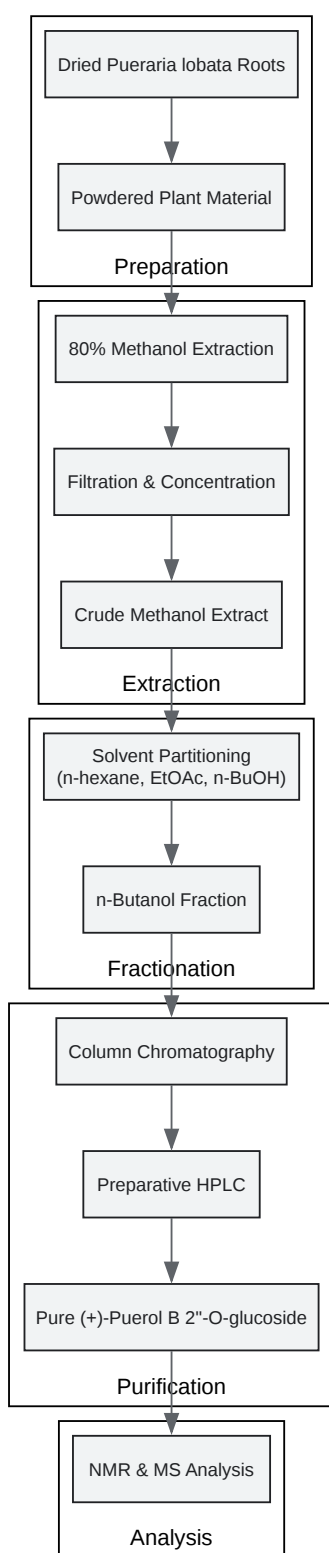 Dried Pueraria lobata Roots
Powdered Plant Material
Preparation
80% Methanol Extraction
Filtration & Concentration
Crude Methanol Extract
Extraction
Solvent Partitioning
(n-hexane, EtOAc, n-BuOH)
n-Butanol Fraction
Fractionation
Column Chromatography
Preparative HPLC
Pure (+)-Puerol B 2"-O-glucoside
Purification
NMR & MS Analysis
Analysis